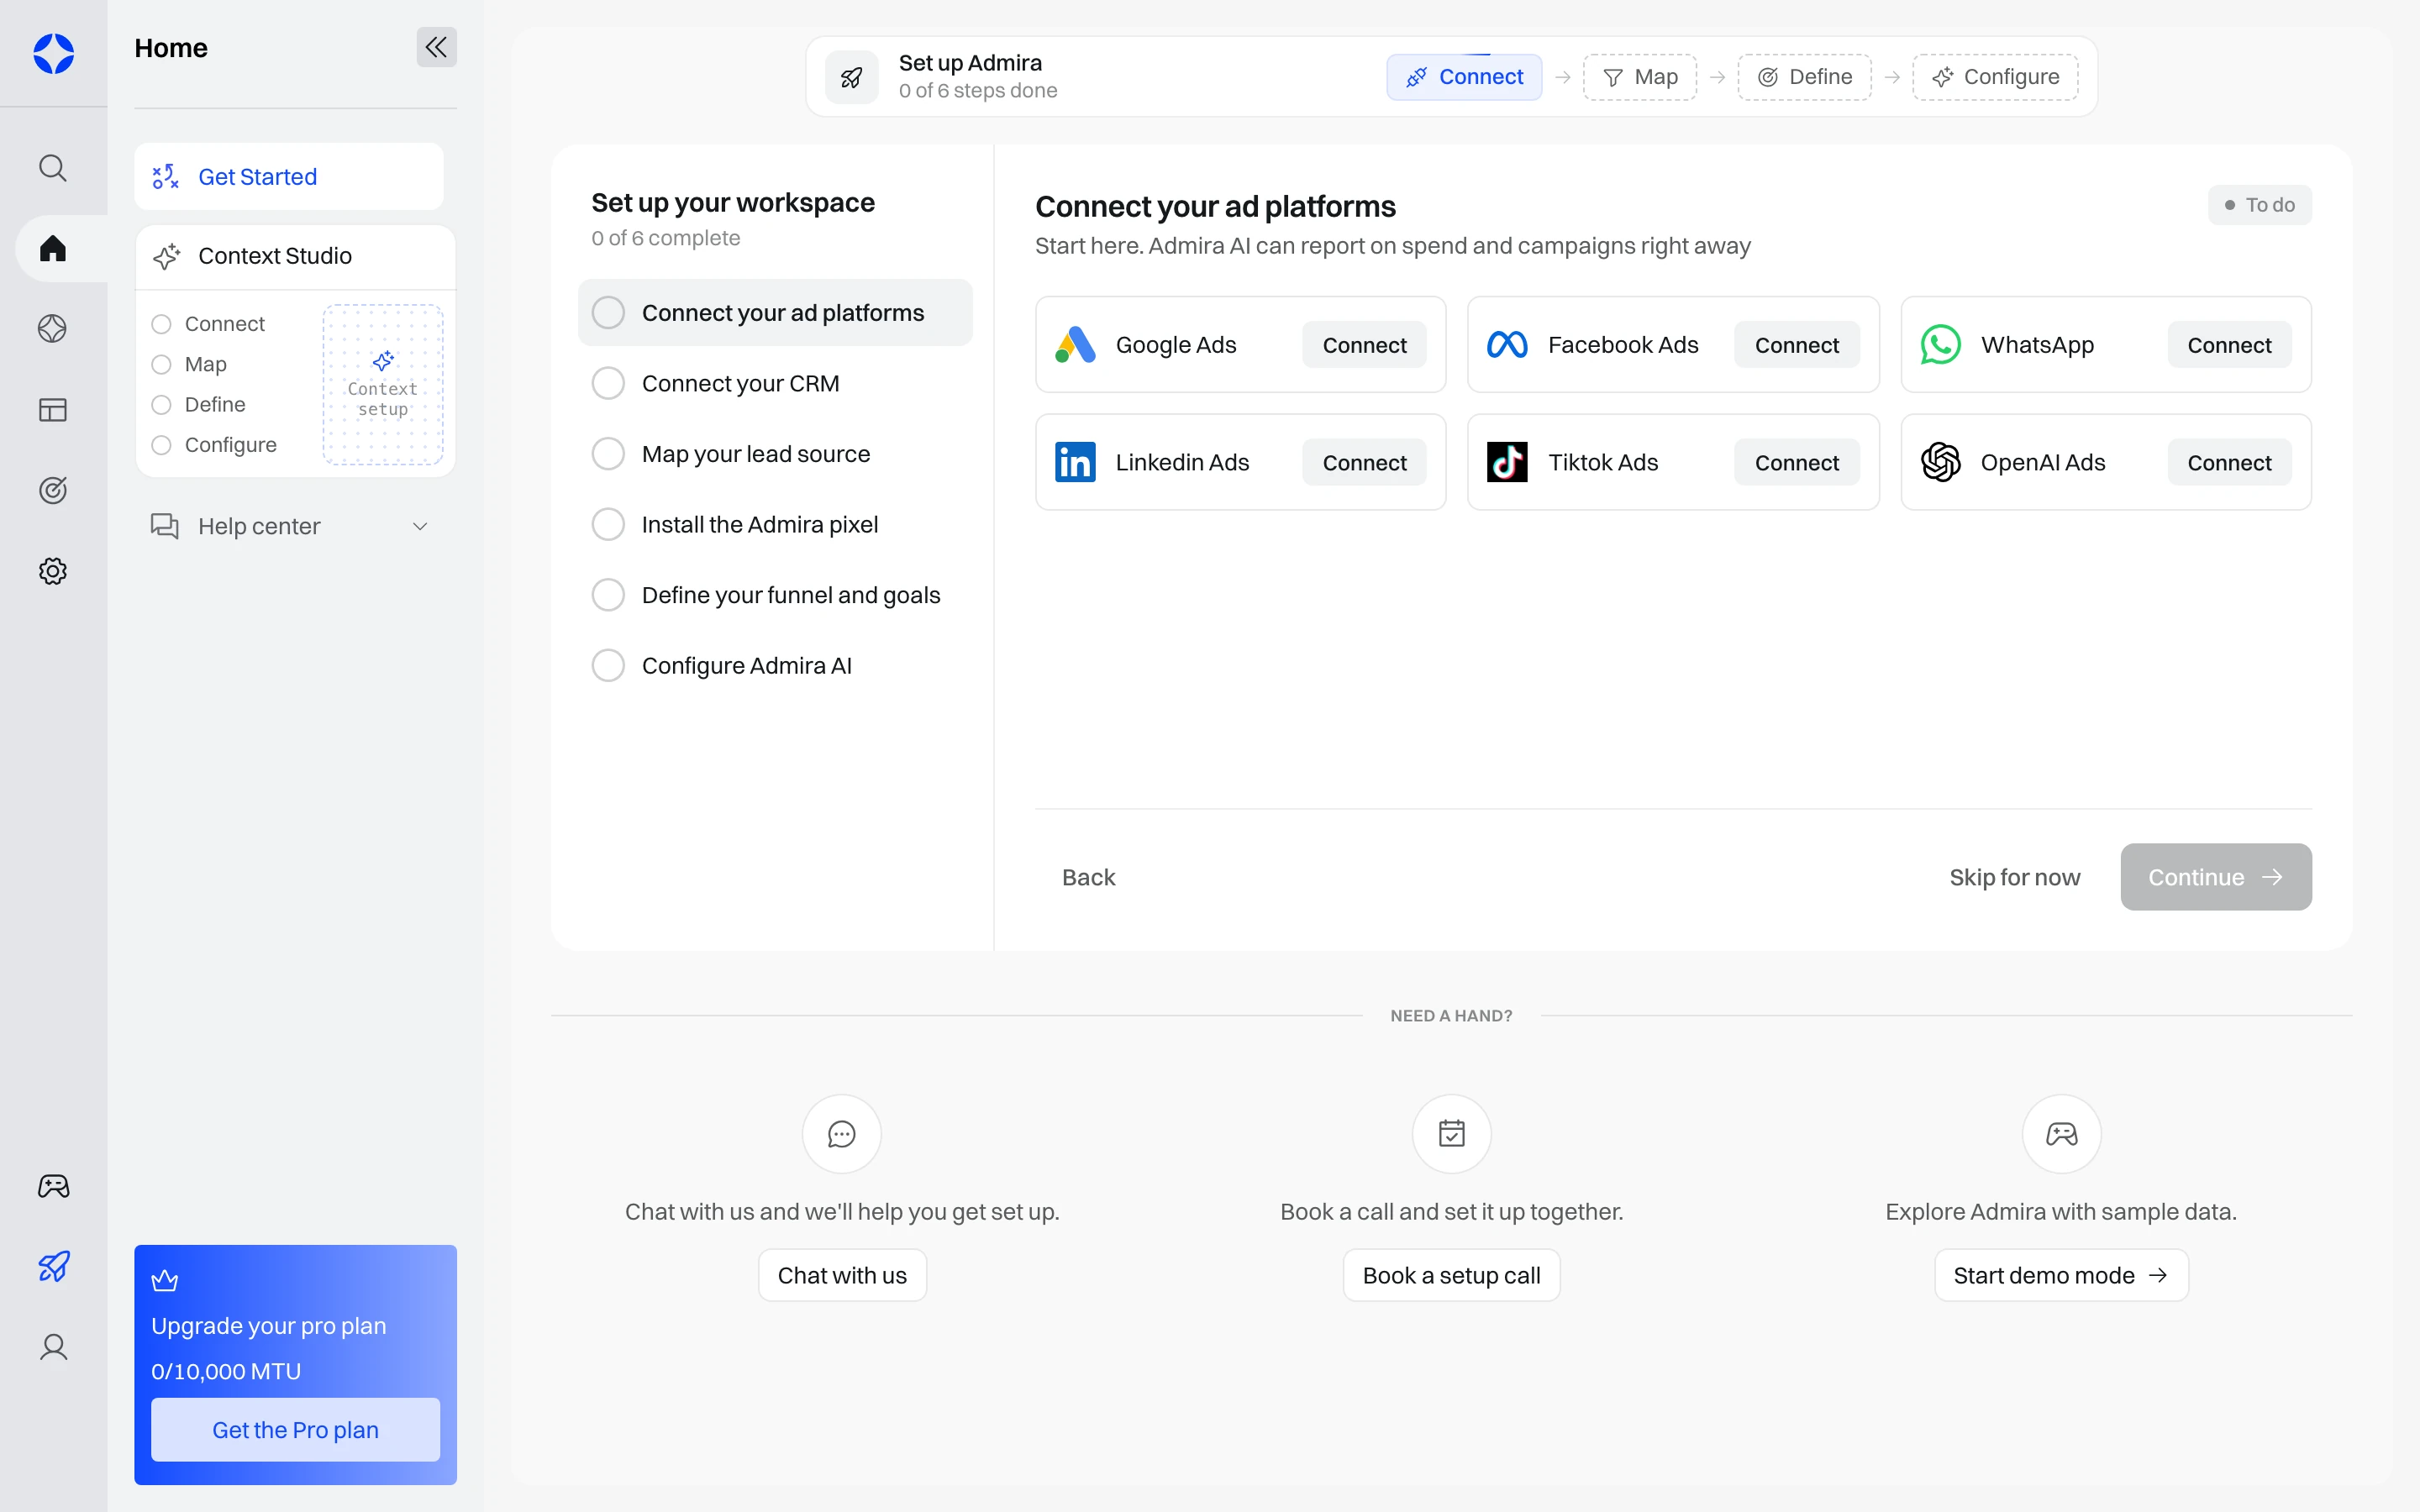 Home
Get Started
Context Studio
Connect
Map
Define
Configure
Context
setup
Help center
Upgrade your pro plan
0/10,000 MTU
Get the Pro plan
Set up Admira
0 of 6 steps done
Connect
Map
Define
Configure
Set up your workspace
0 of 6 complete
Connect your ad platforms
Connect your CRM
Map your lead source
Install the Admira pixel
Define your funnel and goals
Configure Admira AI
Connect your ad platforms
To do
Start here. Admira AI can report on spend and campaigns right away
Google Ads
Connect
Facebook Ads
Connect
WhatsApp
Connect
Linkedin Ads
Connect
Tiktok Ads
Connect
OpenAI Ads
Connect
Back
Skip for now
Continue
NEED A HAND?
Chat with us and we'll help you get set up.
Chat with us
Book a call and set it up together.
Book a setup call
Explore Admira with sample data.
Start demo mode